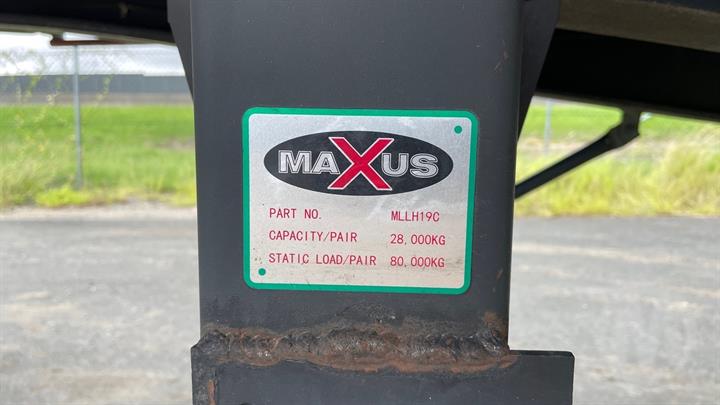 MAXUS
PART NO. MLLH19C
CAPACITY/PAIR 28,000KG
STATIC LOAD/PAIR 80,000KG